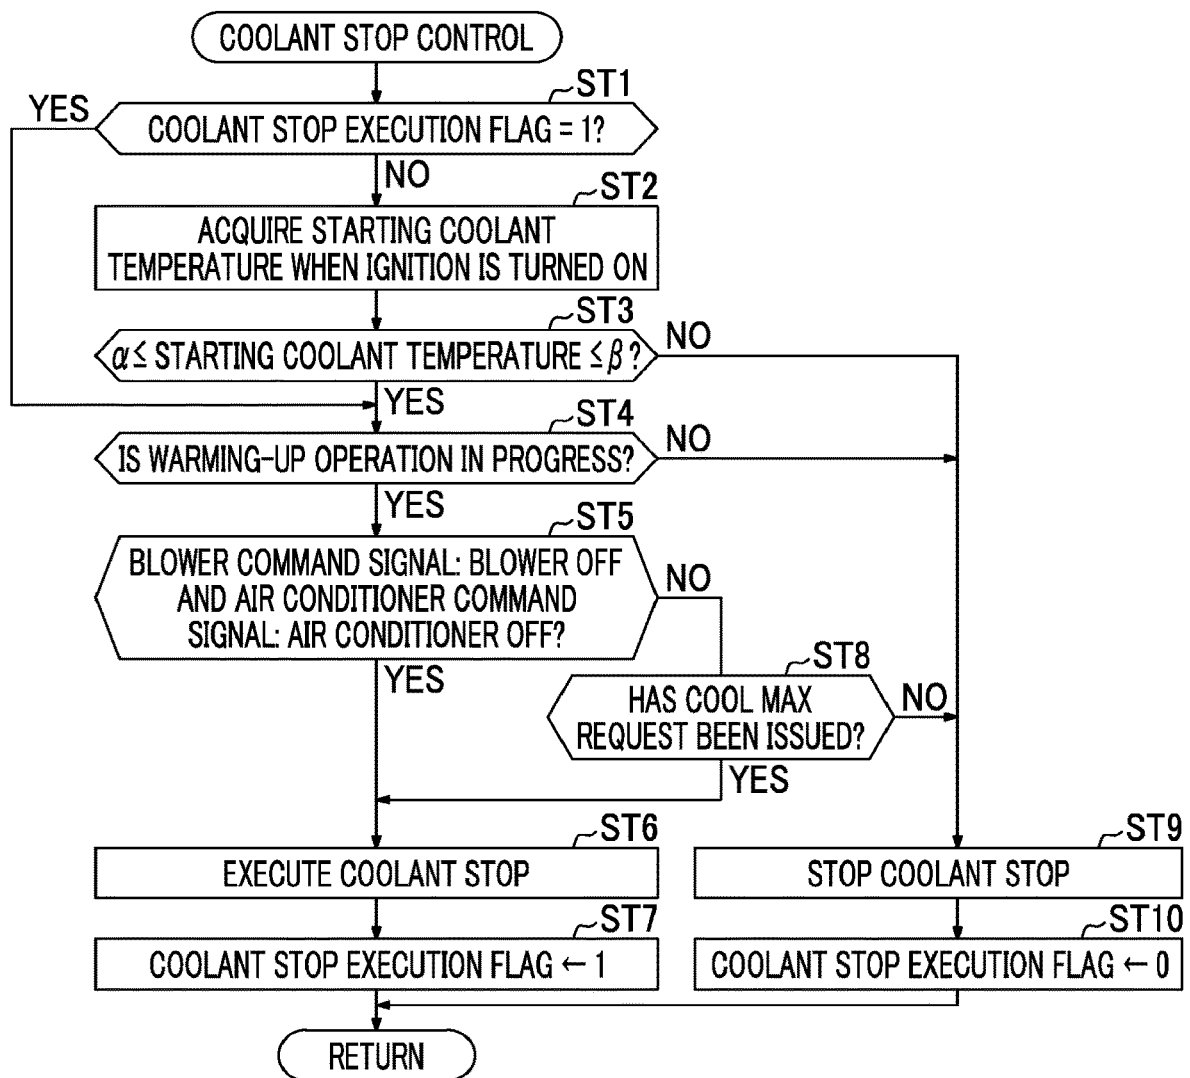 COOLANT STOP CONTROL
ST1
YES
COOLANT STOP EXECUTION FLAG = 1?
NO
ST2
ACQUIRE STARTING COOLANT
TEMPERATURE WHEN IGNITION IS TURNED ON
ST3
α ≤ STARTING COOLANT TEMPERATURE ≤ β ?
NO
YES
ST4
IS WARMING-UP OPERATION IN PROGRESS?
NO
YES
ST5
BLOWER COMMAND SIGNAL: BLOWER OFF
AND AIR CONDITIONER COMMAND
SIGNAL: AIR CONDITIONER OFF?
NO
YES
ST8
HAS COOL MAX
REQUEST BEEN ISSUED?
NO
YES
ST6
EXECUTE COOLANT STOP
ST9
STOP COOLANT STOP
ST7
COOLANT STOP EXECUTION FLAG ← 1
ST10
COOLANT STOP EXECUTION FLAG ← 0
RETURN